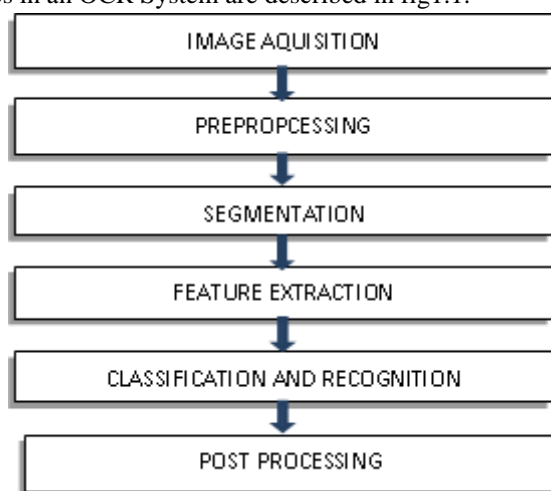 es in an OCR System are described in fig1.1.
IMAGE AQUISITION
PREPROPCESSING
SEGMENTATION
FEATURE EXTRACTION
CLASSIFICATION AND RECOGNITION
POST PROCESSING